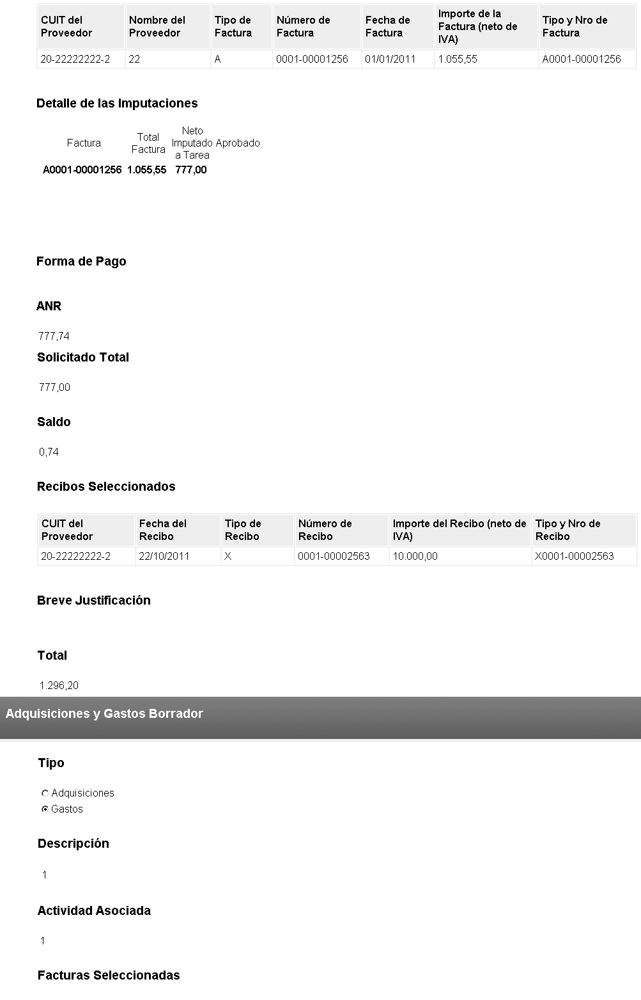 CUIT del Proveedor Nombre del Proveedor Tipo de Factura Número de Factura Fecha de Factura Importe de la Factura (neto de IVA) Tipo y Nro de Factura
20-22222222-2 22 A 0001-00001256 01/01/2011 1.055,55 A0001-00001256
Detalle de las Imputaciones
Factura Total Factura Neto Imputado a Tarea Aprobado
A0001-00001256 1.055,55 777,00
Forma de Pago
ANR
777,74
Solicitado Total
777,00
Saldo
0,74
Recibos Seleccionados
CUIT del Proveedor Fecha del Recibo Tipo de Recibo Número de Recibo Importe del Recibo (neto de IVA) Tipo y Nro de Recibo
20-22222222-2 22/10/2011 X 0001-00002563 10.000,00 X0001-00002563
Breve Justificación
Total
1.296,20
Adquisiciones y Gastos Borrador
Tipo
Adquisiciones
Gastos
Descripción
1
Actividad Asociada
1
Facturas Seleccionadas